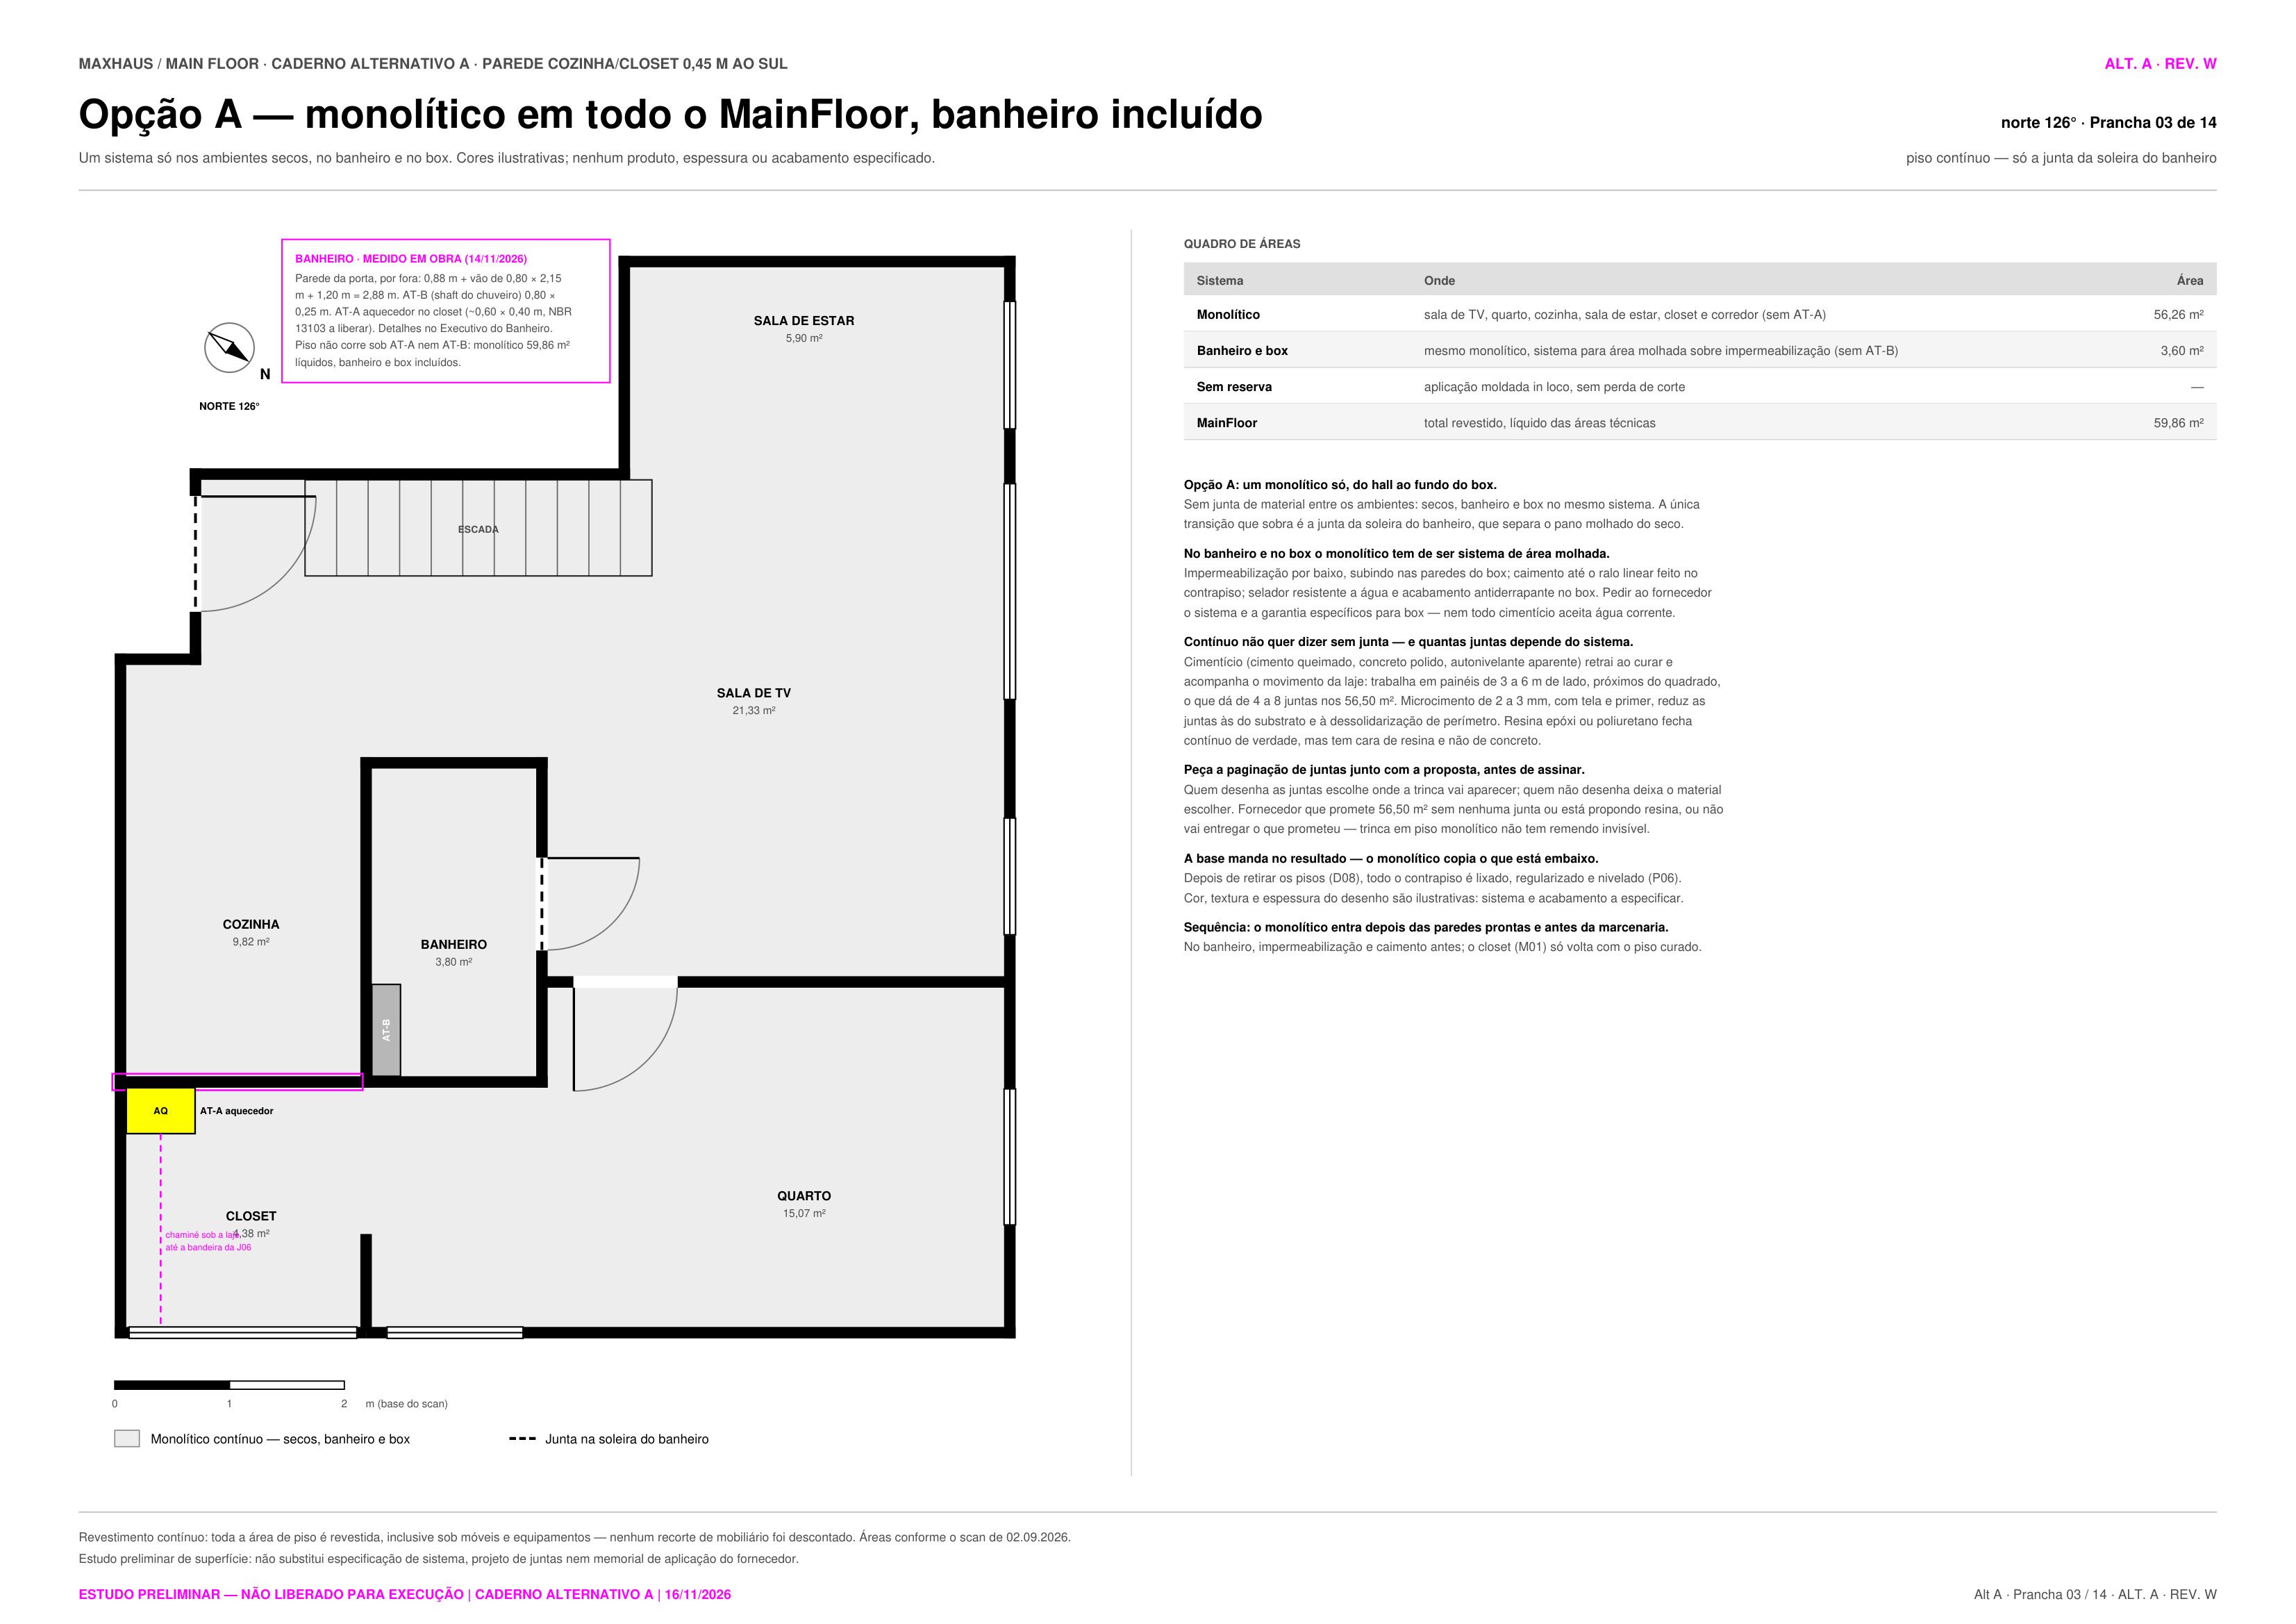 MAXHAUS / MAIN FLOOR · CADERNO ALTERNATIVO A · PAREDE COZINHA/CLOSET 0,45 M AO SUL
ALT. A · REV. W
Opção A — monolítico em todo o MainFloor, banheiro incluído
norte 126° · Prancha 03 de 14
Um sistema só nos ambientes secos, no banheiro e no box. Cores ilustrativas; nenhum produto, espessura ou acabamento especificado.
piso contínuo — só a junta da soleira do banheiro
BANHEIRO · MEDIDO EM OBRA (14/11/2026)
Parede da porta, por fora: 0,88 m + vão de 0,80 × 2,15
m + 1,20 m = 2,88 m. AT-B (shaft do chuveiro) 0,80 ×
0,25 m. AT-A aquecedor no closet (~0,60 × 0,40 m, NBR
13103 a liberar). Detalhes no Executivo do Banheiro.
Piso não corre sob AT-A nem AT-B: monolítico 59,86 m²
líquidos, banheiro e box incluídos.
N
NORTE 126°
SALA DE ESTAR
5,90 m²
ESCADA
SALA DE TV
21,33 m²
COZINHA
9,82 m²
BANHEIRO
3,80 m²
AT-B
AQ
AT-A aquecedor
QUARTO
15,07 m²
CLOSET
4,38 m²
chaminé sob a laje,
até a bandeira da J06
0
1
2
m (base do scan)
Monolítico contínuo — secos, banheiro e box
Junta na soleira do banheiro
QUADRO DE ÁREAS
Sistema Onde Área
Monolítico sala de TV, quarto, cozinha, sala de estar, closet e corredor (sem AT-A) 56,26 m²
Banheiro e box mesmo monolítico, sistema para área molhada sobre impermeabilização (sem AT-B) 3,60 m²
Sem reserva aplicação moldada in loco, sem perda de corte —
MainFloor total revestido, líquido das áreas técnicas 59,86 m²
Opção A: um monolítico só, do hall ao fundo do box.
Sem junta de material entre os ambientes: secos, banheiro e box no mesmo sistema. A única
transição que sobra é a junta da soleira do banheiro, que separa o pano molhado do seco.
No banheiro e no box o monolítico tem de ser sistema de área molhada.
Impermeabilização por baixo, subindo nas paredes do box; caimento até o ralo linear feito no
contrapiso; selador resistente a água e acabamento antiderrapante no box. Pedir ao fornecedor
o sistema e a garantia específicos para box — nem todo cimentício aceita água corrente.
Contínuo não quer dizer sem junta — e quantas juntas depende do sistema.
Cimentício (cimento queimado, concreto polido, autonivelante aparente) retrai ao curar e
acompanha o movimento da laje: trabalha em painéis de 3 a 6 m de lado, próximos do quadrado,
o que dá de 4 a 8 juntas nos 56,50 m². Microcimento de 2 a 3 mm, com tela e primer, reduz as
juntas às do substrato e à dessolidarização de perímetro. Resina epóxi ou poliuretano fecha
contínuo de verdade, mas tem cara de resina e não de concreto.
Peça a paginação de juntas junto com a proposta, antes de assinar.
Quem desenha as juntas escolhe onde a trinca vai aparecer; quem não desenha deixa o material
escolher. Fornecedor que promete 56,50 m² sem nenhuma junta ou está propondo resina, ou não
vai entregar o que prometeu — trinca em piso monolítico não tem remendo invisível.
A base manda no resultado — o monolítico copia o que está embaixo.
Depois de retirar os pisos (D08), todo o contrapiso é lixado, regularizado e nivelado (P06).
Cor, textura e espessura do desenho são ilustrativas: sistema e acabamento a especificar.
Sequência: o monolítico entra depois das paredes prontas e antes da marcenaria.
No banheiro, impermeabilização e caimento antes; o closet (M01) só volta com o piso curado.
Revestimento contínuo: toda a área de piso é revestida, inclusive sob móveis e equipamentos — nenhum recorte de mobiliário foi descontado. Áreas conforme o scan de 02.09.2026.
Estudo preliminar de superfície: não substitui especificação de sistema, projeto de juntas nem memorial de aplicação do fornecedor.
ESTUDO PRELIMINAR — NÃO LIBERADO PARA EXECUÇÃO | CADERNO ALTERNATIVO A | 16/11/2026
Alt A · Prancha 03 / 14 · ALT. A · REV. W